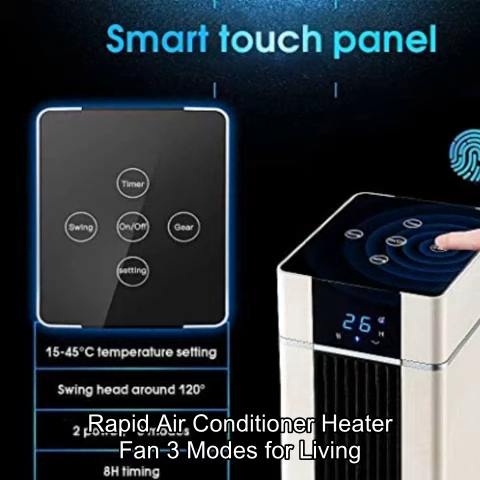 Smart touch panel
Timer
Swing
On/Off
Gear
setting
26
15-45°C temperature setting
Swing head around 120°
2
Rapid Air Conditioner Heater
Fan 3 Modes for Living
8H timing